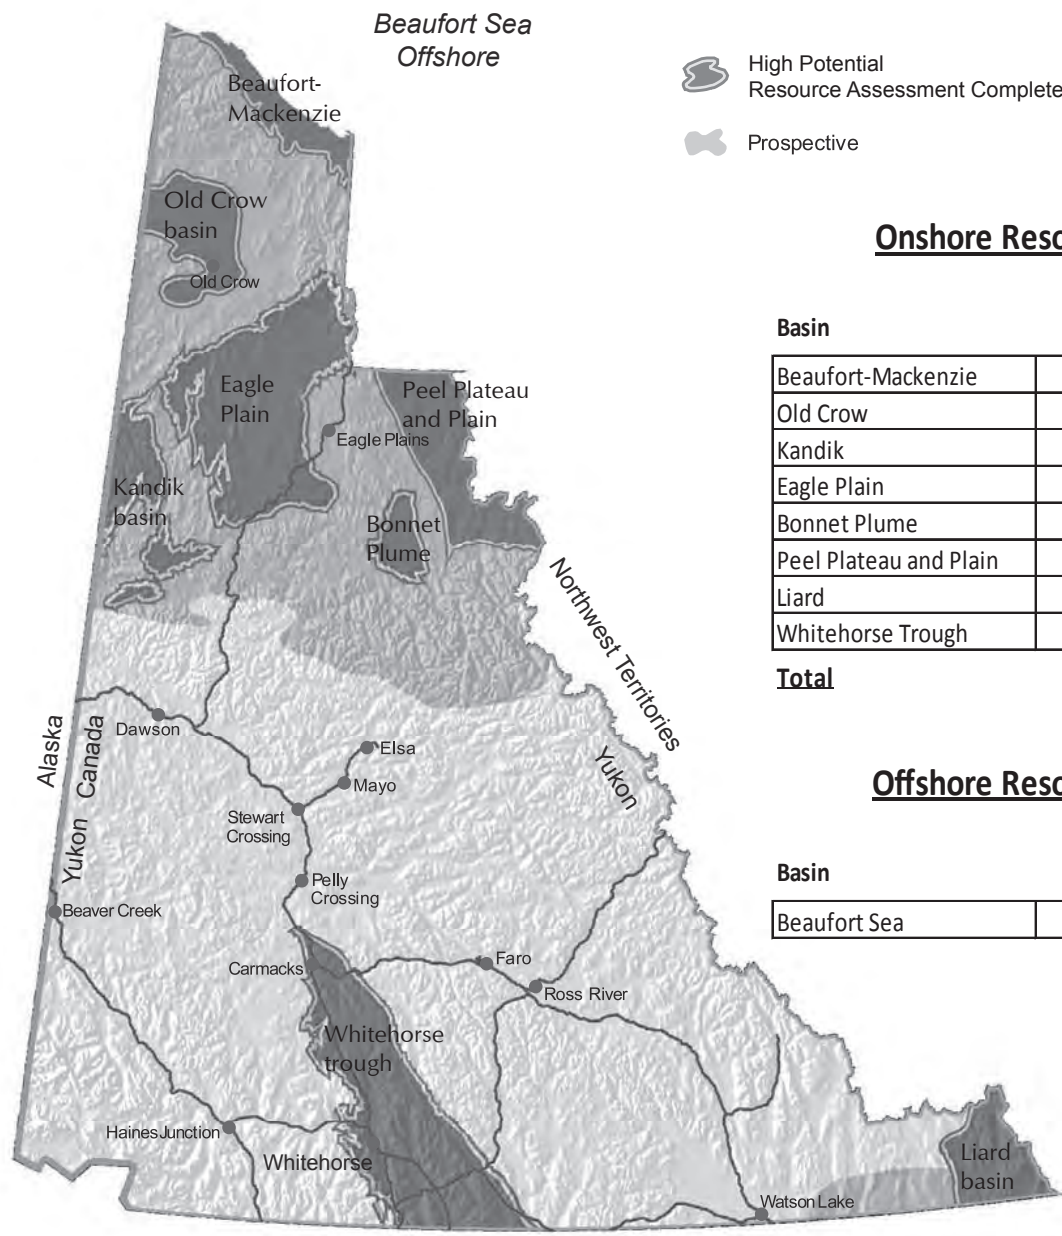 Beaufort Sea
Offshore
High Potential
Resource Assessment Complete
Prospective
Beaufort-
Mackenzie
Old Crow
basin
Old Crow
Eagle
Plain
Peel Plateau
and Plain
Eagle Plains
Kandik
basin
Bonnet
Plume
Northwest Territories
Yukon
Alaska
Yukon Canada
Dawson
Elsa
Mayo
Stewart
Crossing
Pelly
Crossing
Beaver Creek
Carmacks
Faro
Ross River
Whitehorse
trough
Haines Junction
Whitehorse
Watson Lake
Liard
basin
Onshore Reso
Basin
Beaufort-Mackenzie
Old Crow
Kandik
Eagle Plain
Bonnet Plume
Peel Plateau and Plain
Liard
Whitehorse Trough
Total
Offshore Reso
Basin
Beaufort Sea